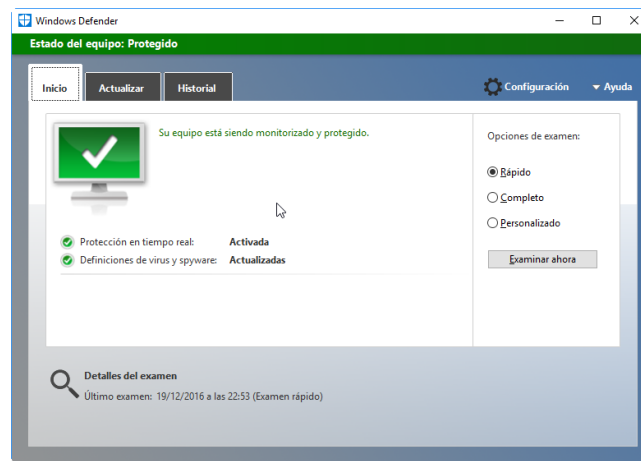 Windows Defender
Estado del equipo: Protegido
Inicio
Actualizar
Historial
Configuración
Ayuda
Su equipo está siendo monitorizado y protegido.
Protección en tiempo real: Activada
Definiciones de virus y spyware: Actualizadas
Opciones de examen:
Rápido
Completo
Personalizado
Examinar ahora
Detalles del examen
Último examen: 19/12/2016 a las 22:53 (Examen rápido)